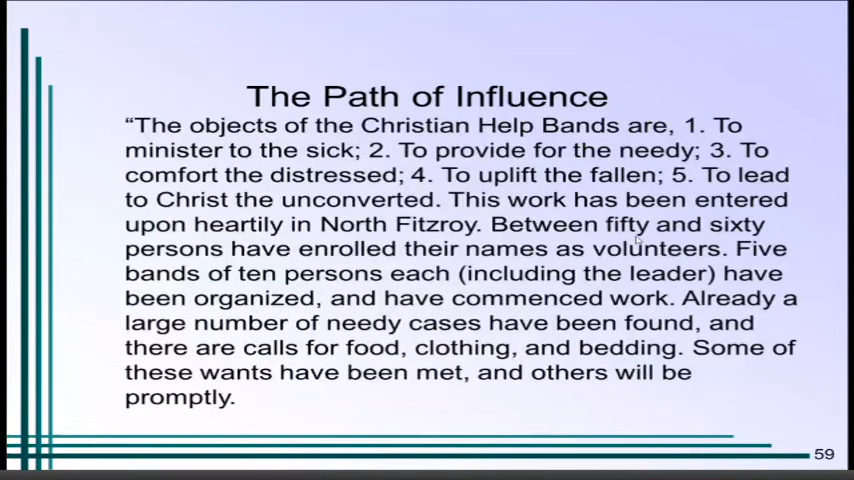 The Path of Influence
“The objects of the Christian Help Bands are, 1. To
minister to the sick; 2. To provide for the needy; 3. To
comfort the distressed; 4. To uplift the fallen; 5. To lead
to Christ the unconverted. This work has been entered
upon heartily in North Fitzroy. Between fifty and sixty
persons have enrolled their names as volunteers. Five
bands of ten persons each (including the leader) have
been organized, and have commenced work. Already a
large number of needy cases have been found, and
there are calls for food, clothing, and bedding. Some of
these wants have been met, and others will be
promptly.
59